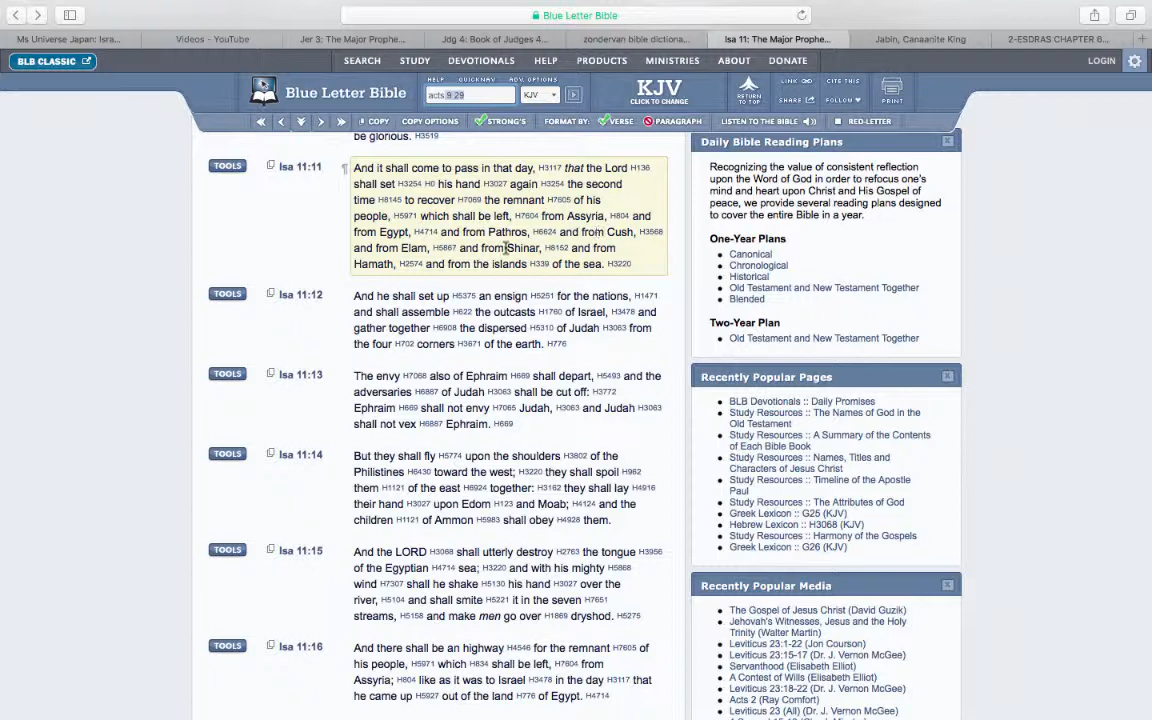 Blue Letter Bible
Ms Universe Japan: Isra...
Videos - YouTube
Jer 3: The Major Prophe...
Jdg 4: Book of Judges 4...
zondervan bible dictiona...
Isa 11: The Major Prophe...
Jabin, Canaanite King
2-ESDRAS CHAPTER 6...
BLB CLASSIC
SEARCH STUDY DEVOTIONALS HELP PRODUCTS MINISTRIES ABOUT DONATE
LOGIN
Blue Letter Bible
HELP QUICKNAV ADV. OPTIONS
acts 9 29
KJV
KJV
CLICK TO CHANGE
RETURN
TO TOP
LINK
SHARE
CITE THIS
FOLLOW
PRINT
COPY COPY OPTIONS STRONG'S FORMAT BY: VERSE PARAGRAPH LISTEN TO THE BIBLE RED-LETTER
be glorious. H3519
TOOLS Isa 11:11
¶ And it shall come to pass in that day, H3117 that the Lord H136
shall set H3254 H0 his hand H3027 again H3254 the second
time H8145 to recover H7069 the remnant H7605 of his
people, H5971 which shall be left, H7604 from Assyria, H804 and
from Egypt, H4714 and from Pathros, H6624 and from Cush, H3568
and from Elam, H5867 and from Shinar, H8152 and from
Hamath, H2574 and from the islands H339 of the sea. H3220
TOOLS Isa 11:12
And he shall set up H5375 an ensign H5251 for the nations, H1471
and shall assemble H622 the outcasts H1760 of Israel, H3478 and
gather together H6908 the dispersed H5310 of Judah H3063 from
the four H702 corners H3671 of the earth. H776
TOOLS Isa 11:13
The envy H7068 also of Ephraim H669 shall depart, H5493 and the
adversaries H6887 of Judah H3063 shall be cut off: H3772
Ephraim H669 shall not envy H7065 Judah, H3063 and Judah H3063
shall not vex H6887 Ephraim. H669
TOOLS Isa 11:14
But they shall fly H5774 upon the shoulders H3802 of the
Philistines H6430 toward the west; H3220 they shall spoil H962
them H1121 of the east H6924 together: H3162 they shall lay H4916
their hand H3027 upon Edom H123 and Moab; H4124 and the
children H1121 of Ammon H5983 shall obey H4928 them.
TOOLS Isa 11:15
And the LORD H3068 shall utterly destroy H2763 the tongue H3956
of the Egyptian H4714 sea; H3220 and with his mighty H5868
wind H7307 shall he shake H5130 his hand H3027 over the
river, H5104 and shall smite H5221 it in the seven H7651
streams, H5158 and make men go over H1869 dryshod. H5275
TOOLS Isa 11:16
And there shall be an highway H4546 for the remnant H7605 of
his people, H5971 which H834 shall be left, H7604 from
Assyria; H804 like as it was to Israel H3478 in the day H3117 that
he came up H5927 out of the land H776 of Egypt. H4714
Daily Bible Reading Plans
Recognizing the value of consistent reflection
upon the Word of God in order to refocus one's
mind and heart upon Christ and His Gospel of
peace, we provide several reading plans designed
to cover the entire Bible in a year.
One-Year Plans
Canonical
Chronological
Historical
Old Testament and New Testament Together
Blended
Two-Year Plan
Old Testament and New Testament Together
Recently Popular Pages
BLB Devotionals :: Daily Promises
Study Resources :: The Names of God in the
Old Testament
Study Resources :: A Summary of the Contents
of Each Bible Book
Study Resources :: Names, Titles and
Characters of Jesus Christ
Study Resources :: Timeline of the Apostle
Paul
Study Resources :: The Attributes of God
Greek Lexicon :: G25 (KJV)
Hebrew Lexicon :: H3068 (KJV)
Study Resources :: Harmony of the Gospels
Greek Lexicon :: G26 (KJV)
Recently Popular Media
The Gospel of Jesus Christ (David Guzik)
Jehovah's Witnesses, Jesus and the Holy
Trinity (Walter Martin)
Leviticus 23:1-22 (Jon Courson)
Leviticus 23:15-17 (Dr. J. Vernon McGee)
Servanthood (Elisabeth Elliot)
A Contest of Wills (Elisabeth Elliot)
Leviticus 23:18-22 (Dr. J. Vernon McGee)
Acts 2 (Ray Comfort)
Leviticus 23 (All) (Dr. J. Vernon McGee)